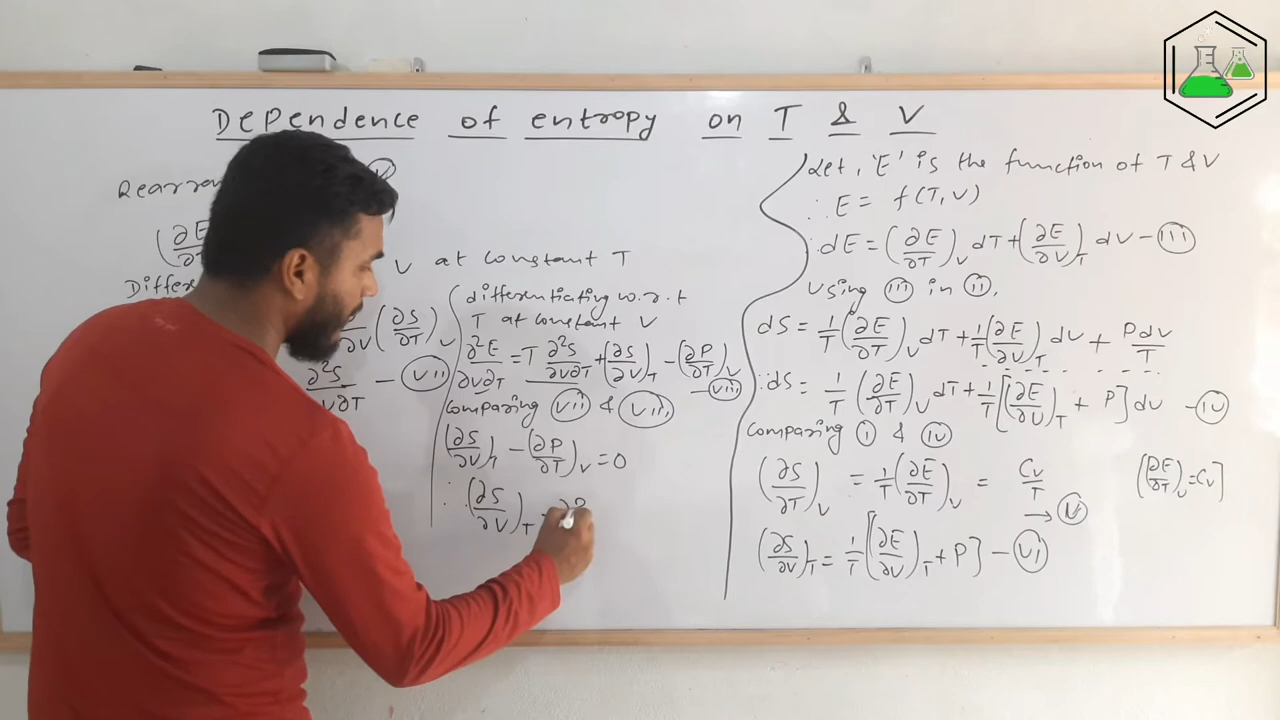 Dependence of entropy on T & V
Rearran
(∂E
V at constant T
Differe
∂V (∂S/∂T)V
∂²S/∂V∂T – (vii)
differentiating w.r.t
T at constant V
∂²E/∂V∂T = T ∂²S/∂V∂T + (∂S/∂V)T – (∂P/∂T)V – (viii)
Comparing (vii) & (viii)
(∂S/∂V)T – (∂P/∂T)V = 0
∴ (∂S/∂V)T
Let, 'E' is the function of T & V
∴ E = f(T, V)
∴ dE = (∂E/∂T)V dT + (∂E/∂V)T dV – (III)
Using (III) in (II),
dS = 1/T (∂E/∂T)V dT + 1/T (∂E/∂V)T dV + PdV/T
∴ dS = 1/T (∂E/∂T)V dT + 1/T [(∂E/∂V)T + P] dV – (IV)
Comparing (I) & (IV)
(∂S/∂T)V = 1/T (∂E/∂T)V = Cv/T [(∂E/∂T)V = Cv]
→ (V)
(∂S/∂V)T = 1/T [(∂E/∂V)T + P] – (VI)